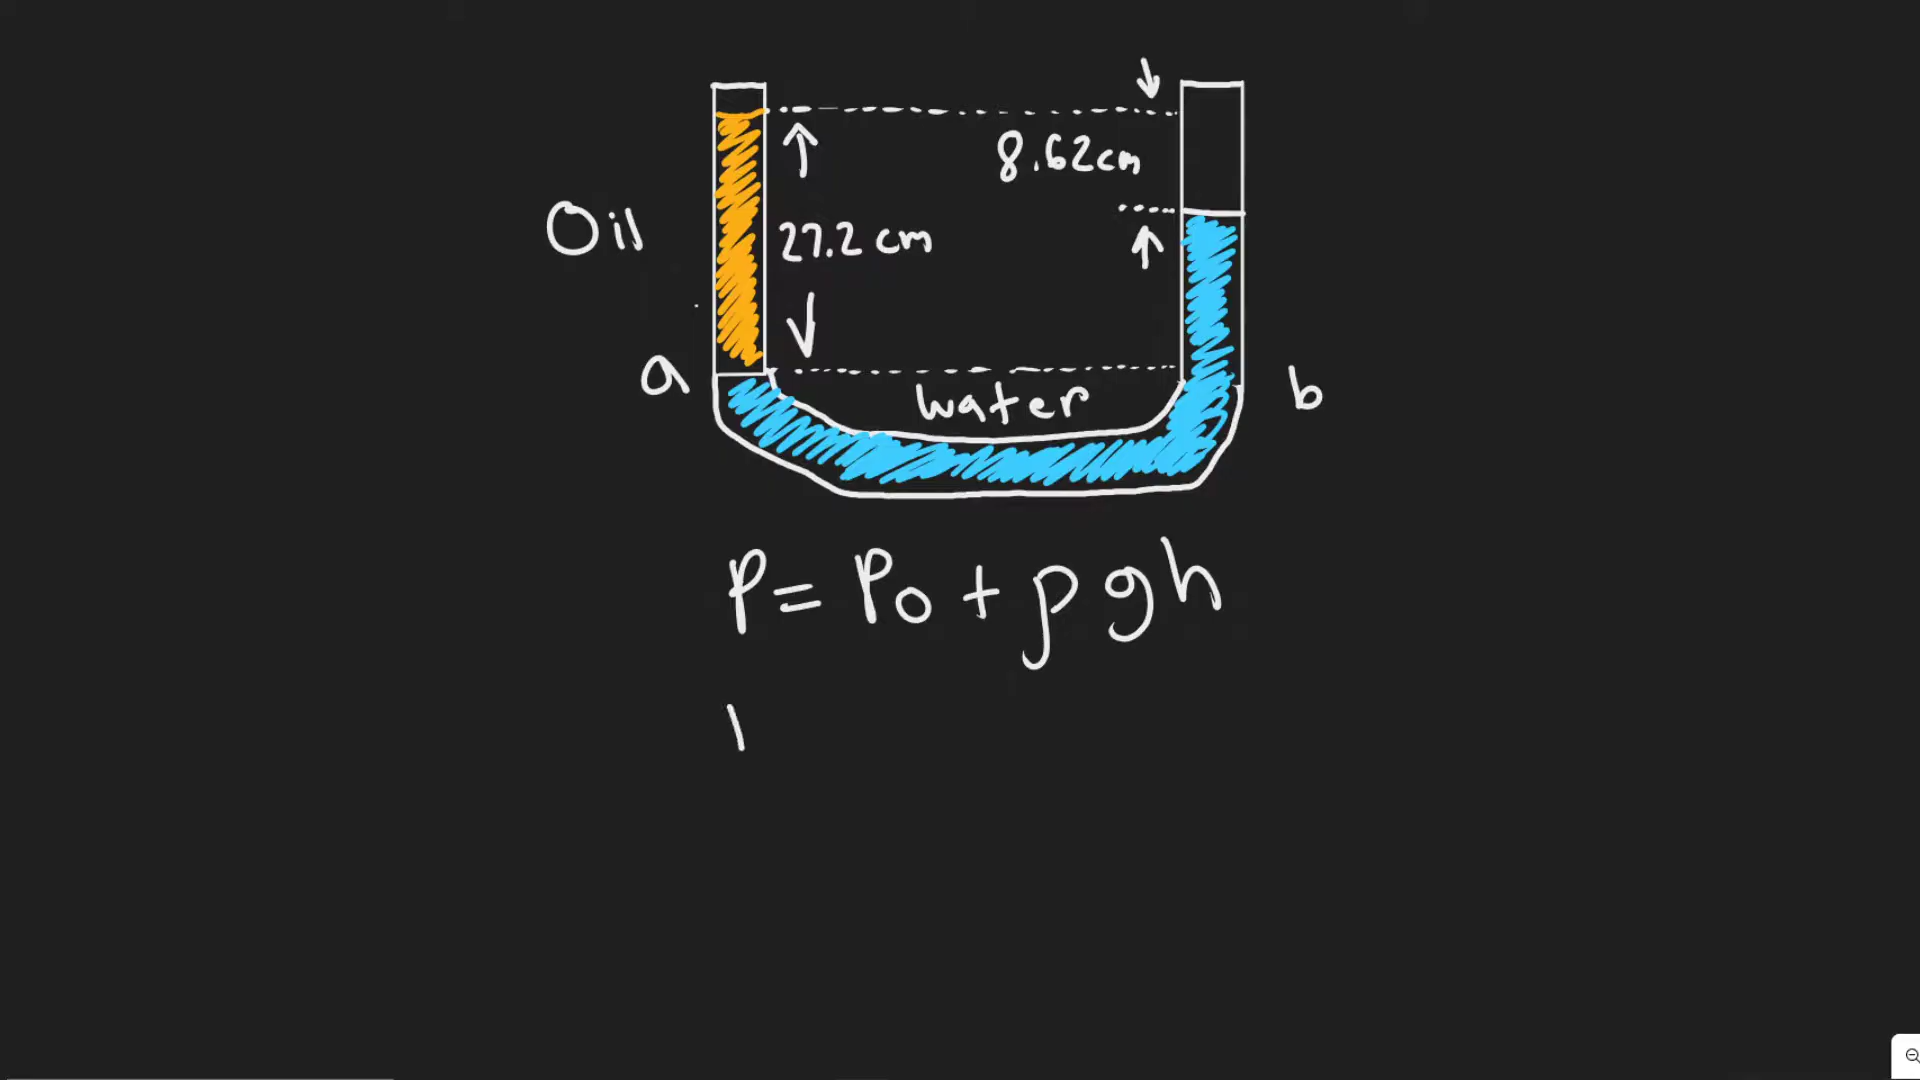 8.62cm
Oil
27.2 cm
a
water
b
P = P₀ + ρgh